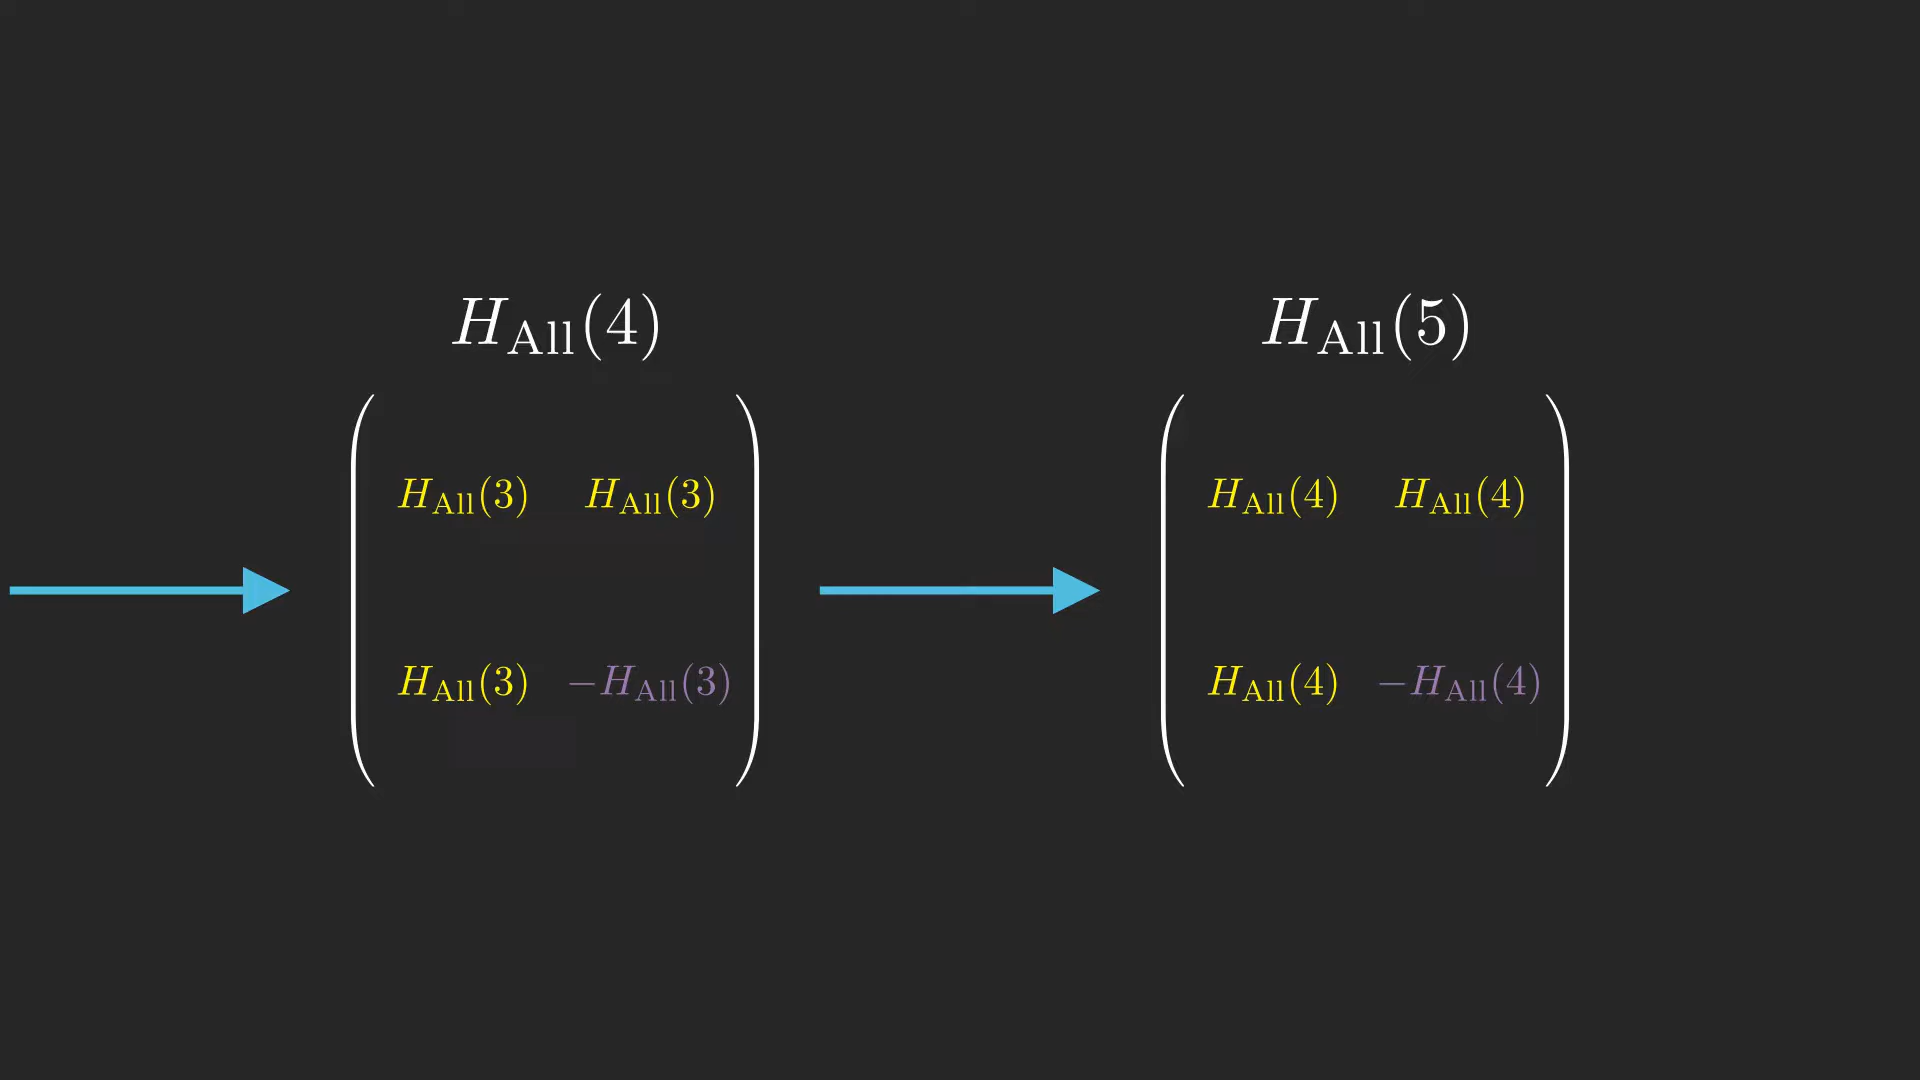 H_All(4) H_All(5)
H_All(3) H_All(3) H_All(4) H_All(4)
H_All(3) −H_All(3) H_All(4) −H_All(4)